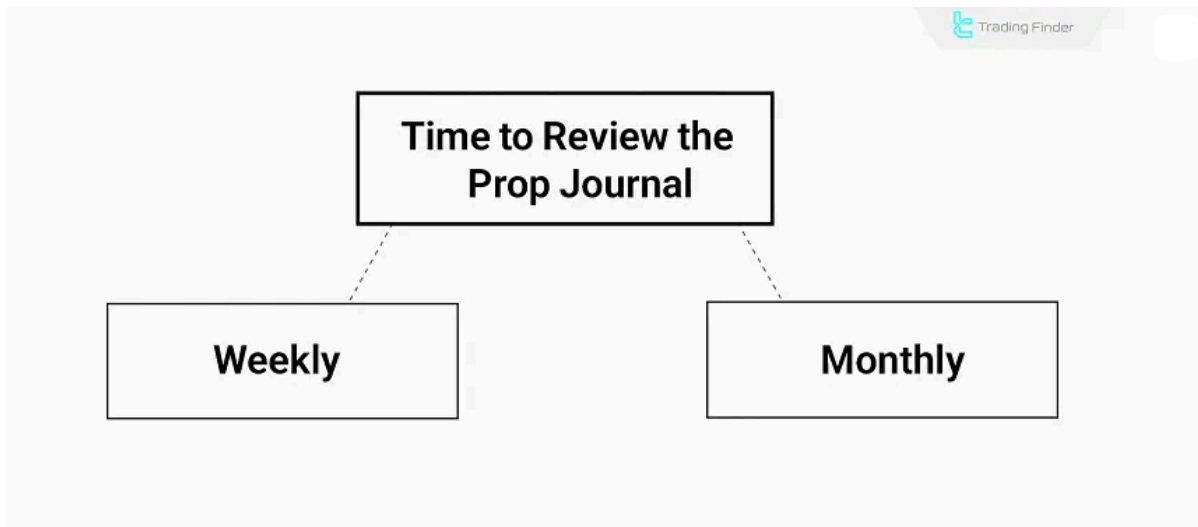 Trading Finder
Time to Review the
Prop Journal
Weekly
Monthly